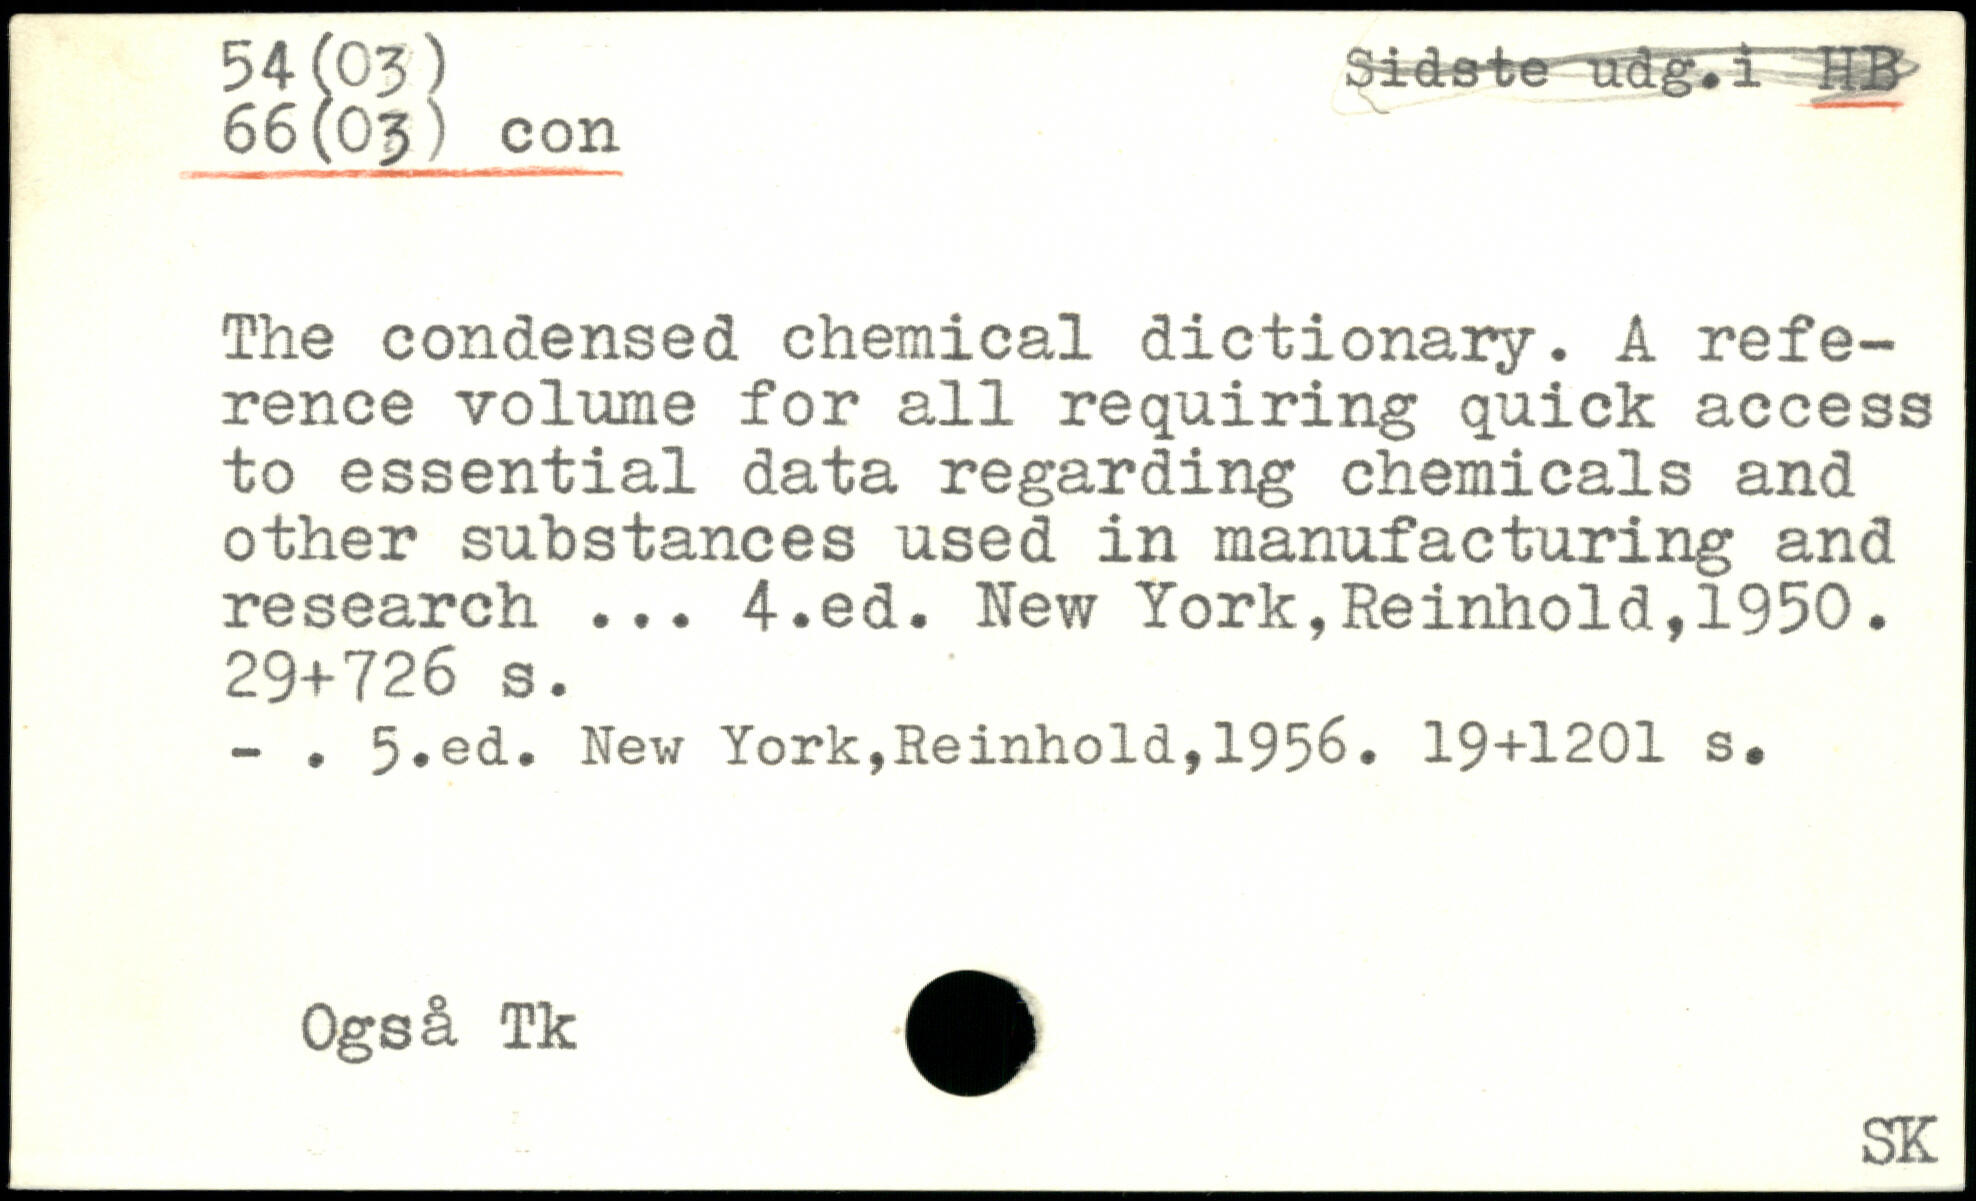 54(03)
Sidste udg.i HB
66(03) con
The condensed chemical dictionary. A refe-
rence volume for all requiring quick access
to essential data regarding chemicals and
other substances used in manufacturing and
research ... 4.ed. New York,Reinhold,1950.
29+726 s.
- . 5.ed. New York,Reinhold,1956. 19+1201 s.
Også Tk
SK